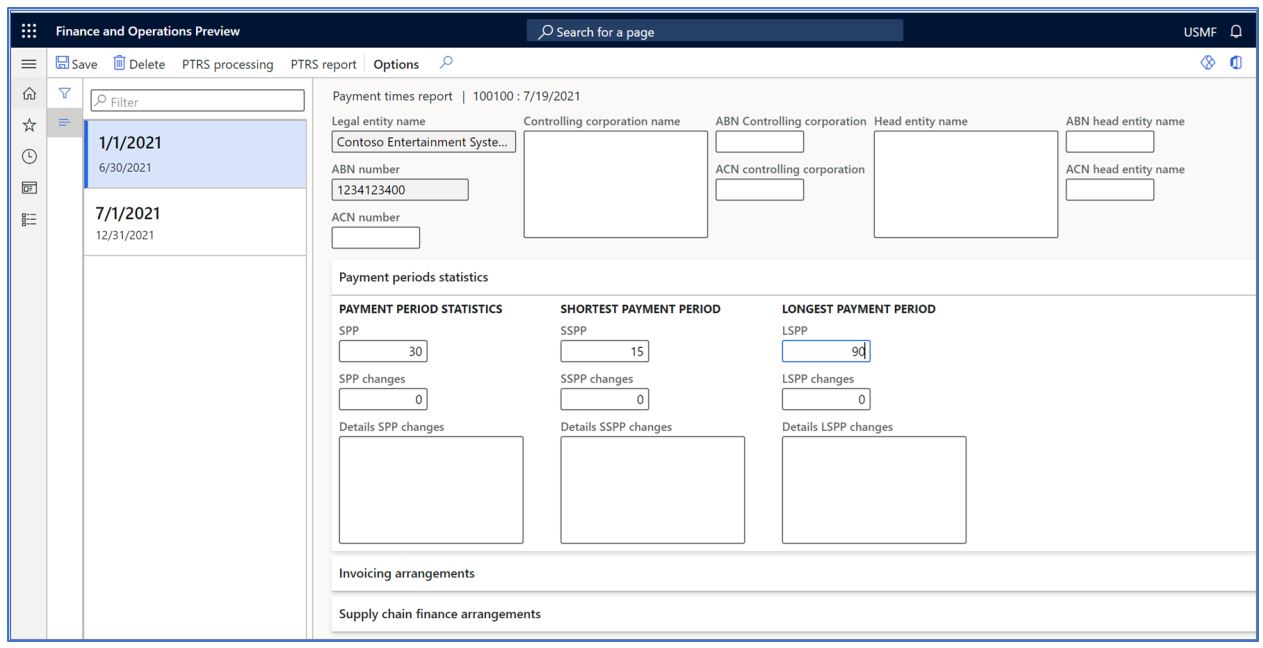 Finance and Operations Preview
Search for a page
USMF
Save Delete PTRS processing PTRS report Options
Filter
1/1/2021
6/30/2021
7/1/2021
12/31/2021
Payment times report | 100100 : 7/19/2021
Legal entity name
Contoso Entertainment Syste...
ABN number
1234123400
ACN number
Controlling corporation name
ABN Controlling corporation
ACN controlling corporation
Head entity name
ABN head entity name
ACN head entity name
Payment periods statistics
PAYMENT PERIOD STATISTICS
SPP
30
SPP changes
0
Details SPP changes
SHORTEST PAYMENT PERIOD
SSPP
15
SSPP changes
0
Details SSPP changes
LONGEST PAYMENT PERIOD
LSPP
90
LSPP changes
0
Details LSPP changes
Invoicing arrangements
Supply chain finance arrangements